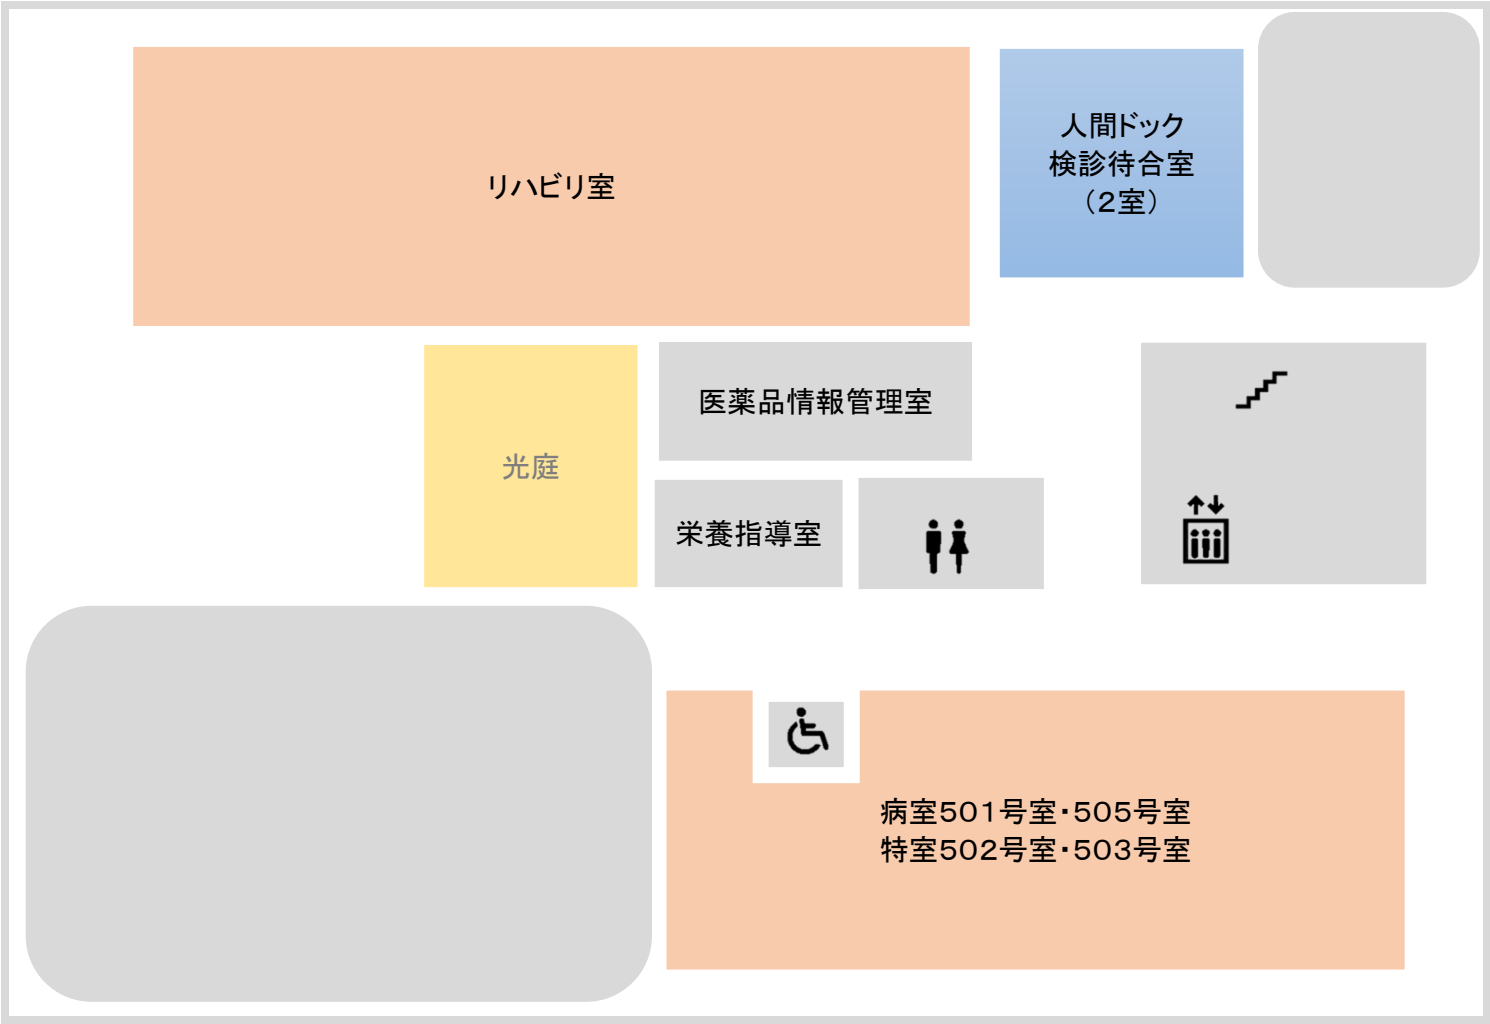 リハビリ室
人間ドック
検診待合室
（２室）
医薬品情報管理室
光庭
栄養指導室
病室５０１号室・５０５号室
特室５０２号室・５０３号室